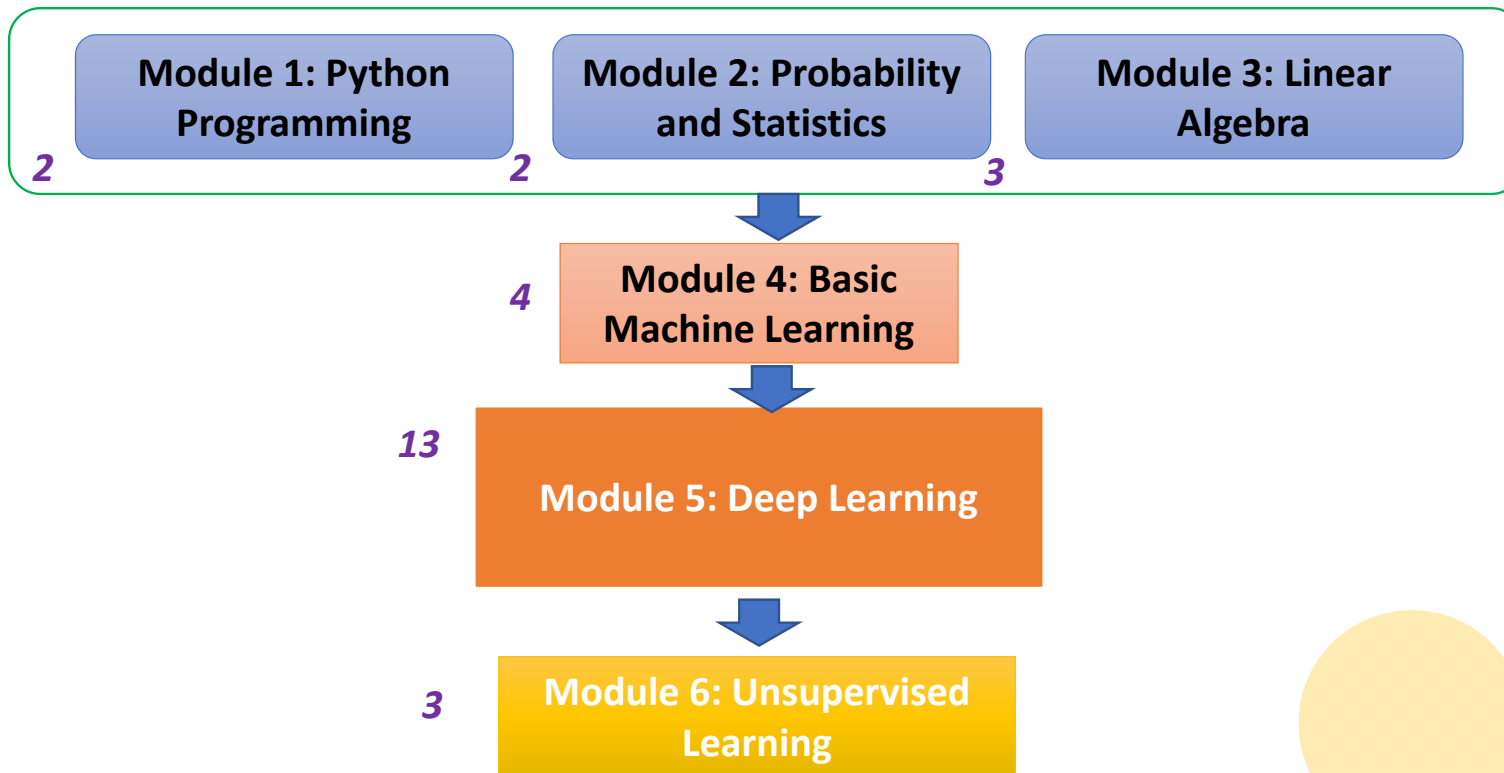 Module 1: Python
Programming
2
Module 2: Probability
and Statistics
2
Module 3: Linear
Algebra
3
Module 4: Basic
Machine Learning
4
13
Module 5: Deep Learning
Module 6: Unsupervised
Learning
3